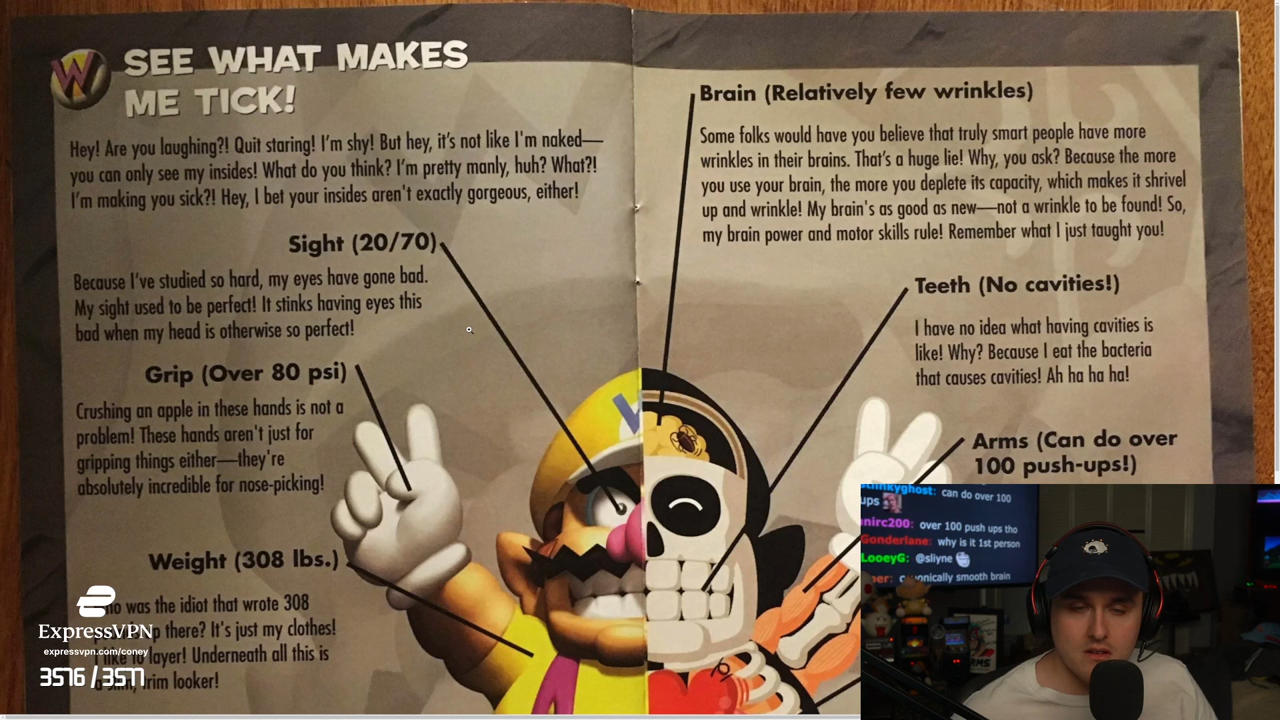 SEE WHAT MAKES
ME TICK!
Hey! Are you laughing?! Quit staring! I'm shy! But hey, it's not like I'm naked—
you can only see my insides! What do you think? I'm pretty manly, huh? What?!
I'm making you sick?! Hey, I bet your insides aren't exactly gorgeous, either!
Sight (20/70)
Because I've studied so hard, my eyes have gone bad.
My sight used to be perfect! It stinks having eyes this
bad when my head is otherwise so perfect!
Grip (Over 80 psi)
Crushing an apple in these hands is not a
problem! These hands aren't just for
gripping things either—they're
absolutely incredible for nose-picking!
Weight (308 lbs.)
was the idiot that wrote 308
up there? It's just my clothes!
I like to layer! Underneath all this is
trim looker!
Brain (Relatively few wrinkles)
Some folks would have you believe that truly smart people have more
wrinkles in their brains. That's a huge lie! Why, you ask? Because the more
you use your brain, the more you deplete its capacity, which makes it shrivel
up and wrinkle! My brain's as good as new—not a wrinkle to be found! So,
my brain power and motor skills rule! Remember what I just taught you!
Teeth (No cavities!)
I have no idea what having cavities is
like! Why? Because I eat the bacteria
that causes cavities! Ah ha ha ha!
Arms (Can do over
100 push-ups!)
ExpressVPN
expressvpn.com/coney
3516 / 3511
can do over 100
ups
nirc200: over 100 push ups tho
Gonderlane: why is it 1st person
LooeyG: @sliyne
smooth brain